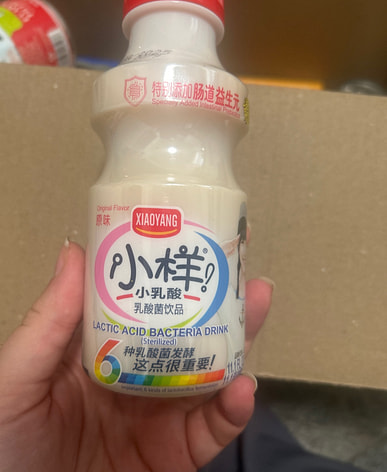 特别添加肠道益生元
Specially Added Intestinal Prebiotics
Original Flavor
原味
XIAOYANG
小样®
小乳酸
乳酸菌饮品
LACTIC ACID BACTERIA DRINK
(Sterilized)
6种乳酸菌发酵
这点很重要!